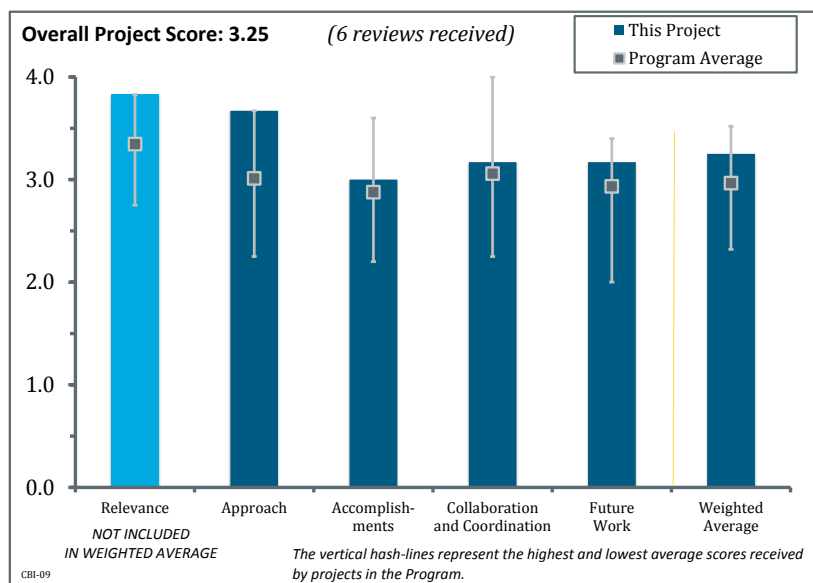 Overall Project Score: 3.25 (6 reviews received)
This Project
Program Average
4.0
3.0
2.0
1.0
0.0
Relevance
Approach
Accomplish-
ments
Collaboration
and Coordination
Future
Work
Weighted
Average
NOT INCLUDED
IN WEIGHTED AVERAGE
The vertical hash-lines represent the highest and lowest average scores received
by projects in the Program.
CBI-09